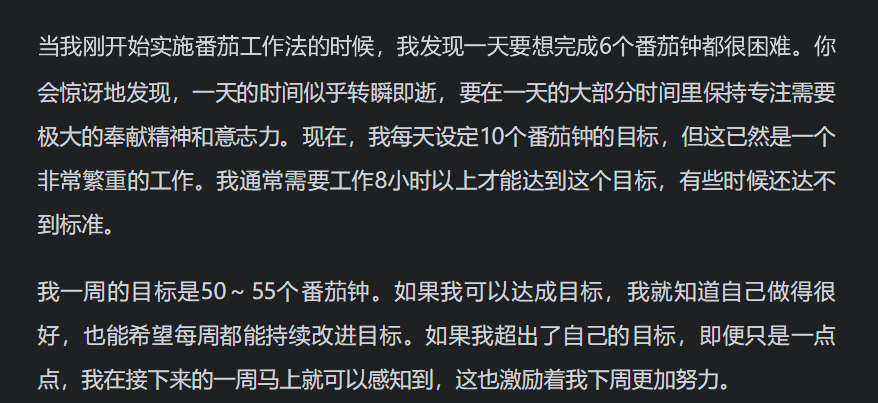 当我刚开始实施番茄工作法的时候，我发现一天要想完成6个番茄钟都很困难。你
会惊讶地发现，一天的时间似乎转瞬即逝，要在一天的大部分时间里保持专注需要
极大的奉献精神和意志力。现在，我每天设定10个番茄钟的目标，但这已然是一个
非常繁重的工作。我通常需要工作8小时以上才能达到这个目标，有些时候还达不
到标准。
我一周的目标是50～55个番茄钟。如果我可以达成目标，我就知道自己做得很
好，也能希望每周都能持续改进目标。如果我超出了自己的目标，即便只是一点
点，我在接下来的一周马上就可以感知到，这也激励着我下周更加努力。